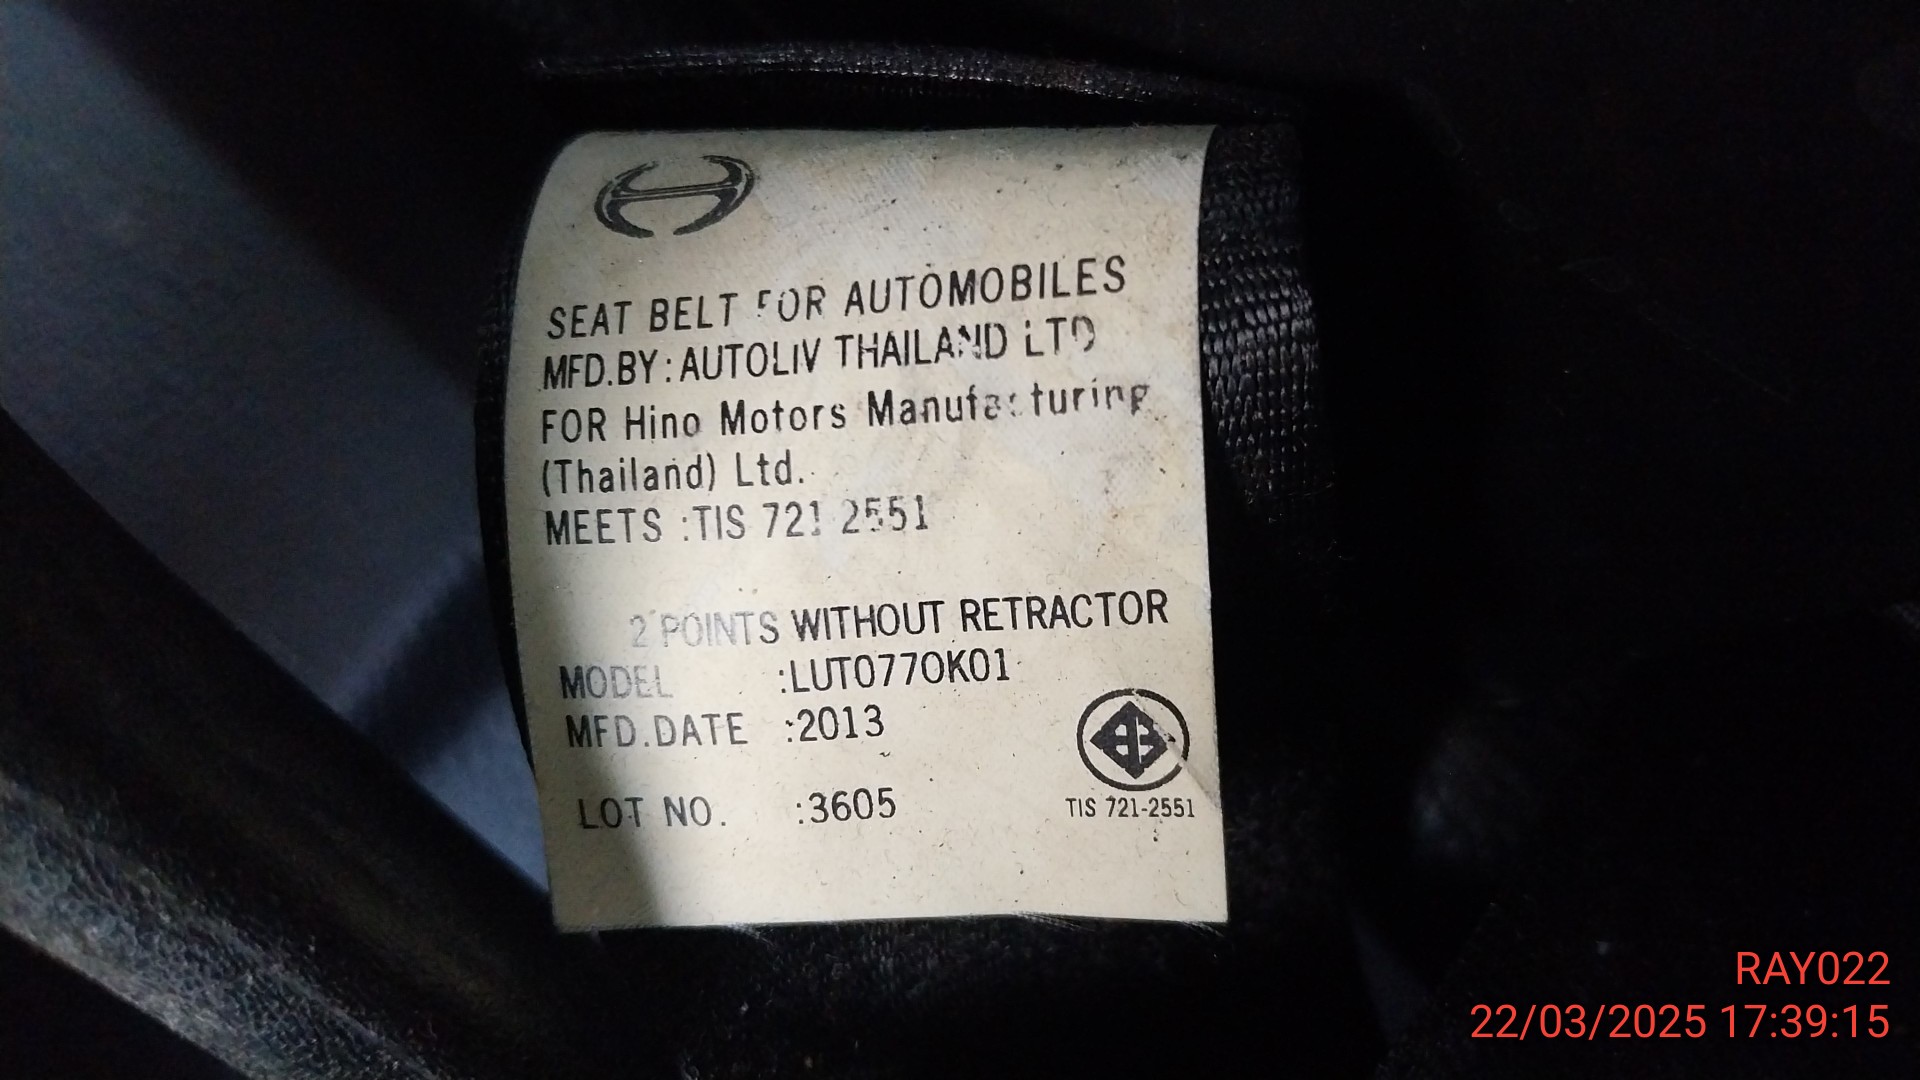 SEAT BELT FOR AUTOMOBILES
MFD.BY:AUTOLIV THAILAND LTD
FOR Hino Motors Manufacturing
(Thailand) Ltd.
MEETS :TIS 721 2551
2 POINTS WITHOUT RETRACTOR
MODEL :LUT0770K01
MFD.DATE :2013
LOT NO. :3605
TIS 721-2551
RAY022
22/03/2025 17:39:15